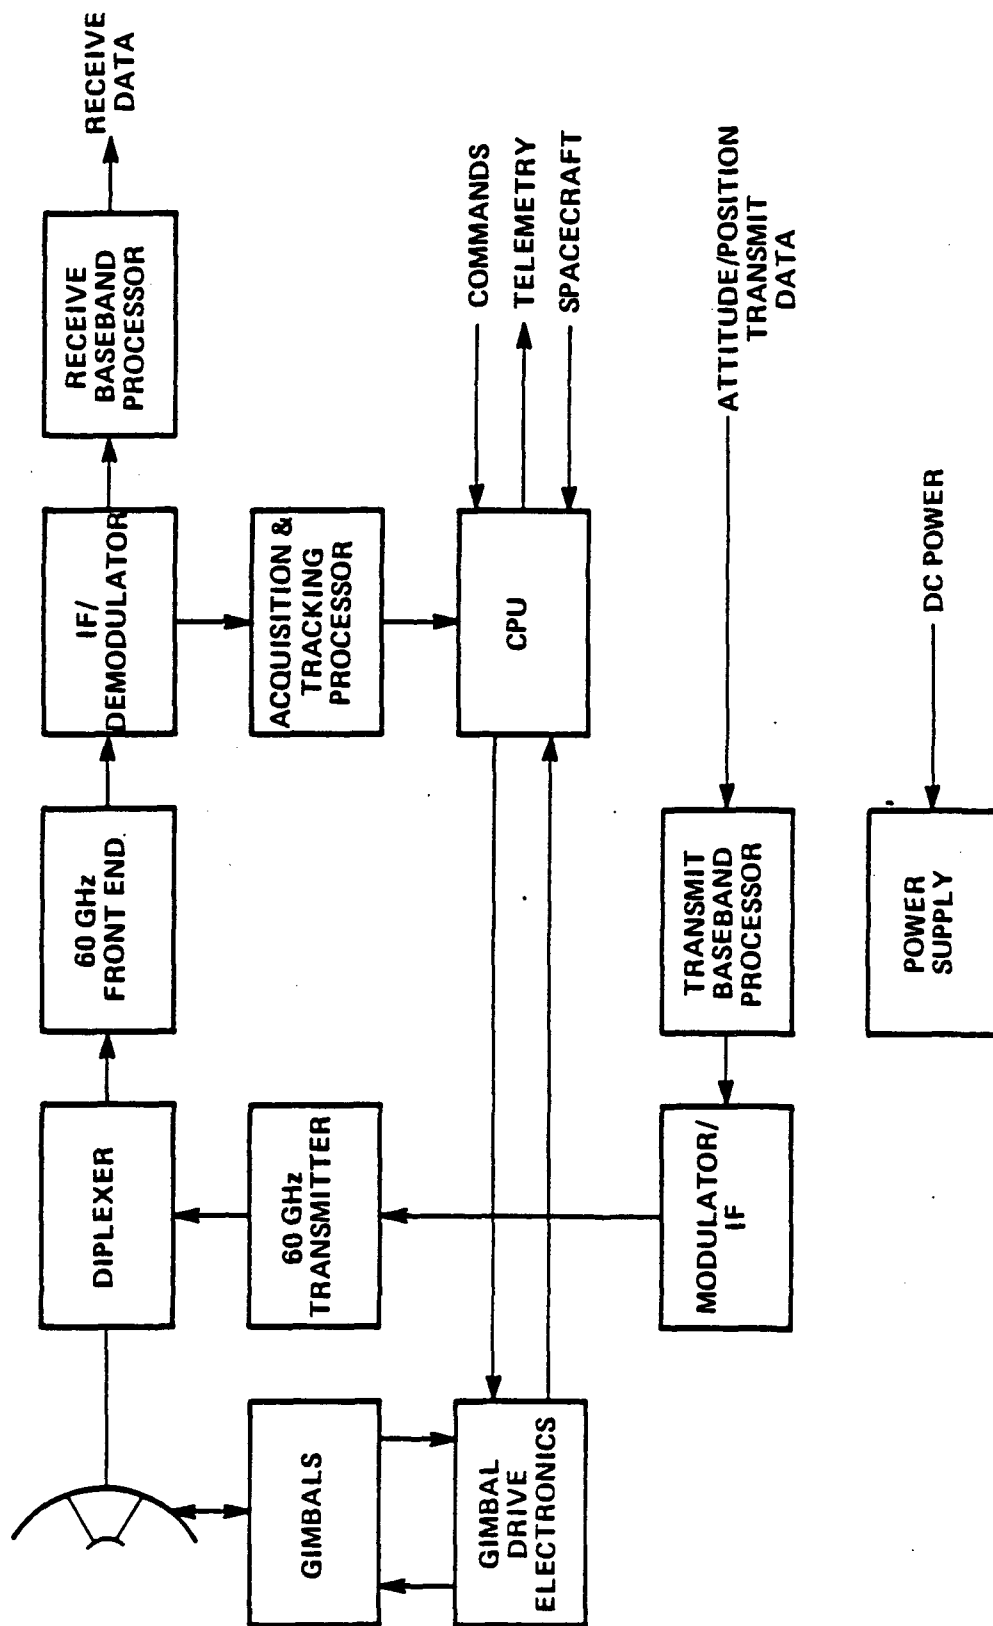 RECEIVE
DATA
RECEIVE
BASEBAND
PROCESSOR
IF/
DEMODULATOR
60 GHz
FRONT END
DIPLEXER
ACQUISITION &
TRACKING
PROCESSOR
60 GHz
TRANSMITTER
GIMBALS
COMMANDS
TELEMETRY
SPACECRAFT
CPU
GIMBAL
DRIVE
ELECTRONICS
ATTITUDE/POSITION
TRANSMIT
DATA
TRANSMIT
BASEBAND
PROCESSOR
MODULATOR/
IF
DC POWER
POWER
SUPPLY